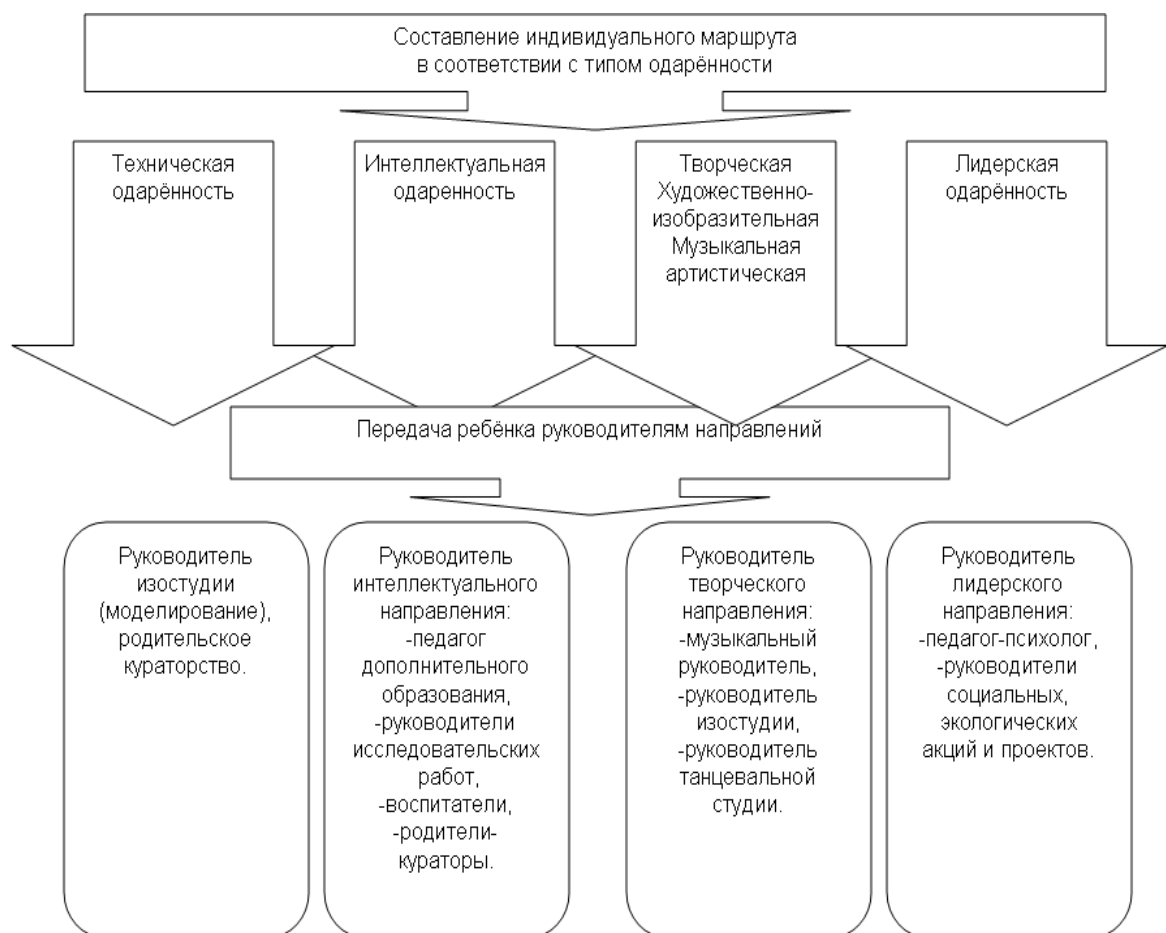 Составление индивидуального маршрута
в соответствии с типом одарённости
Техническая
одарённость
Интеллектуальная
одаренность
Творческая
Художественно-
изобразительная
Музыкальная
артистическая
Лидерская
одарённость
Передача ребёнка руководителям направлений
Руководитель
изостудии
(моделирование),
родительское
кураторство.
Руководитель
интеллектуального
направления:
-педагог
дополнительного
образования,
-руководители
исследовательских
работ,
-воспитатели,
-родители-
кураторы.
Руководитель
творческого
направления:
-музыкальный
руководитель,
-руководитель
изостудии,
-руководитель
танцевальной
студии.
Руководитель
лидерского
направления:
-педагог-психолог,
-руководители
социальных,
экологических
акций и проектов.